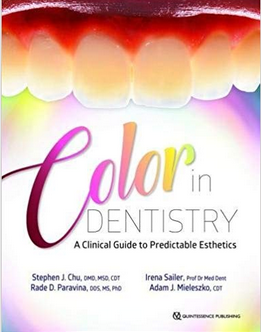 Color in
DENTISTRY
A Clinical Guide to Predictable Esthetics
Stephen J. Chu, DMD, MSD, CDT
Rade D. Paravina, DDS, MS, PhD
Irena Sailer, Prof Dr Med Dent
Adam J. Mieleszko, CDT
QUINTESSENCE PUBLISHING